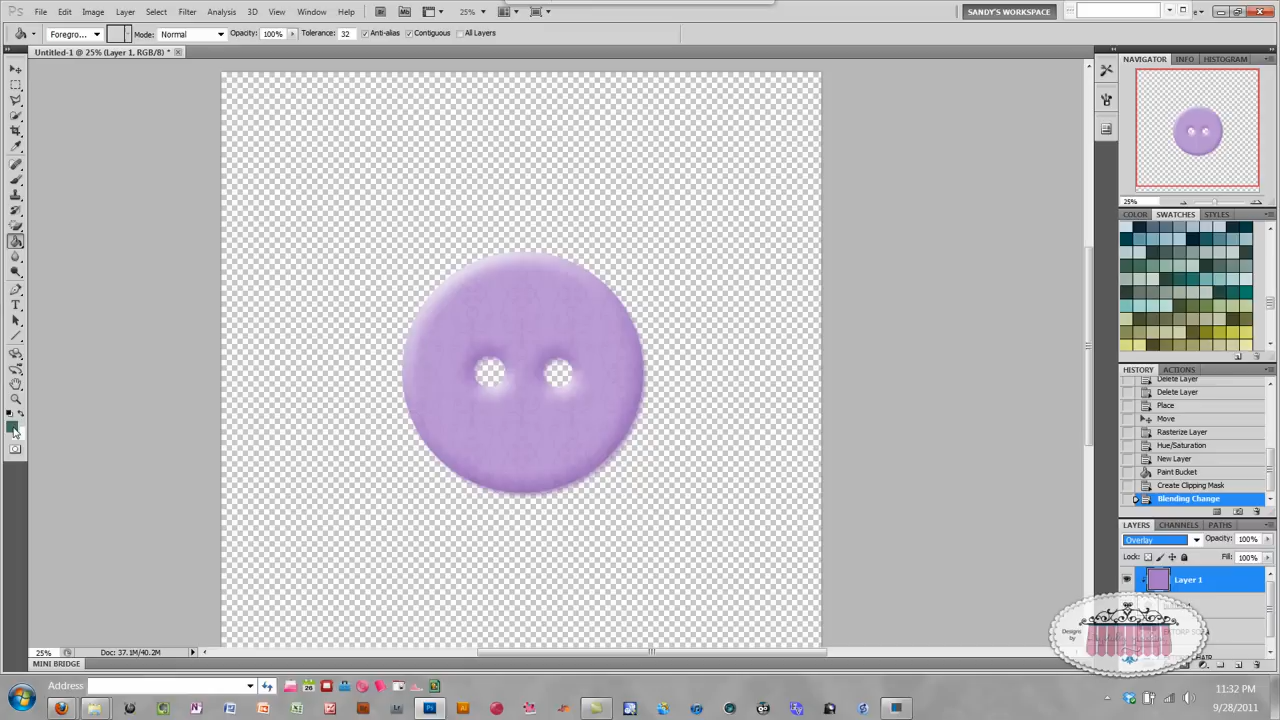 Ps File Edit Image Layer Select Filter Analysis 3D View Window Help Mb 25% SANDY'S WORKSPACE
Foregro... Mode: Normal Opacity: 100% Tolerance: 32 Anti-alias Contiguous All Layers
Untitled-1 @ 25% (Layer 1, RGB/8) *
NAVIGATOR INFO HISTOGRAM
25%
COLOR SWATCHES STYLES
HISTORY ACTIONS
Delete Layer
Delete Layer
Place
Move
Rasterize Layer
Hue/Saturation
New Layer
Paint Bucket
Create Clipping Mask
Blending Change
LAYERS CHANNELS PATHS
Overlay Opacity: 100%
Lock: Fill: 100%
Layer 1
Designs by
25% Doc: 37.1M/40.2M
MINI BRIDGE
Address
11:32 PM
9/28/2011